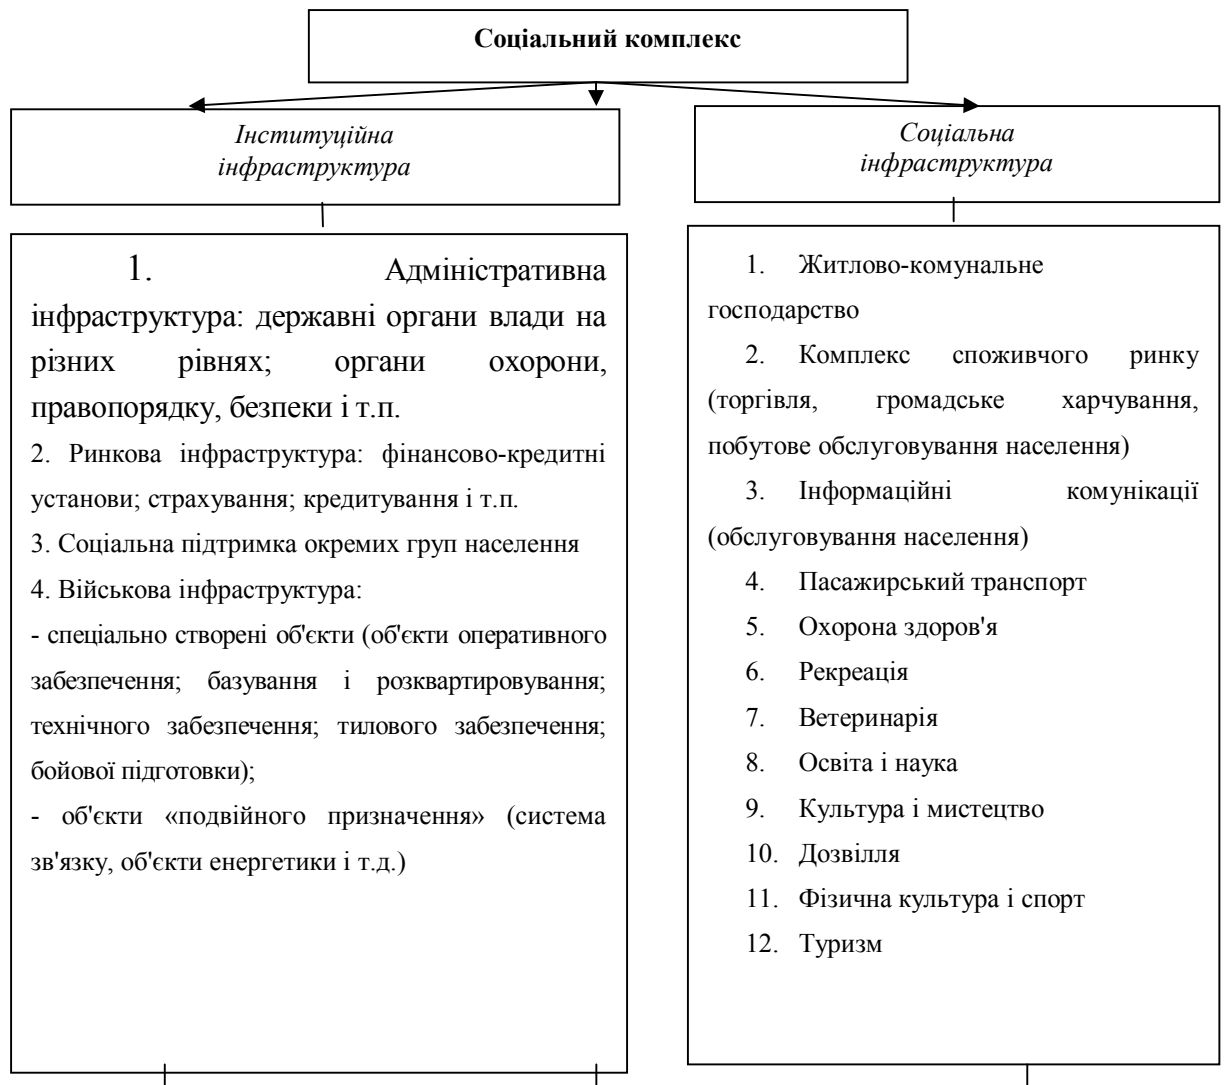 Соціальний комплекс
Інституційна
інфраструктура
Соціальна
інфраструктура
1. Адміністративна
інфраструктура: державні органи влади на
різних рівнях; органи охорони,
правопорядку, безпеки і т.п.
2. Ринкова інфраструктура: фінансово-кредитні
установи; страхування; кредитування і т.п.
3. Соціальна підтримка окремих груп населення
4. Військова інфраструктура:
- спеціально створені об'єкти (об'єкти оперативного
забезпечення; базування і розквартировування;
технічного забезпечення; тилового забезпечення;
бойової підготовки);
- об'єкти «подвійного призначення» (система
зв'язку, об'єкти енергетики і т.д.)
1. Житлово-комунальне
господарство
2. Комплекс споживчого ринку
(торгівля, громадське харчування,
побутове обслуговування населення)
3. Інформаційні комунікації
(обслуговування населення)
4. Пасажирський транспорт
5. Охорона здоров'я
6. Рекреація
7. Ветеринарія
8. Освіта і наука
9. Культура і мистецтво
10. Дозвілля
11. Фізична культура і спорт
12. Туризм